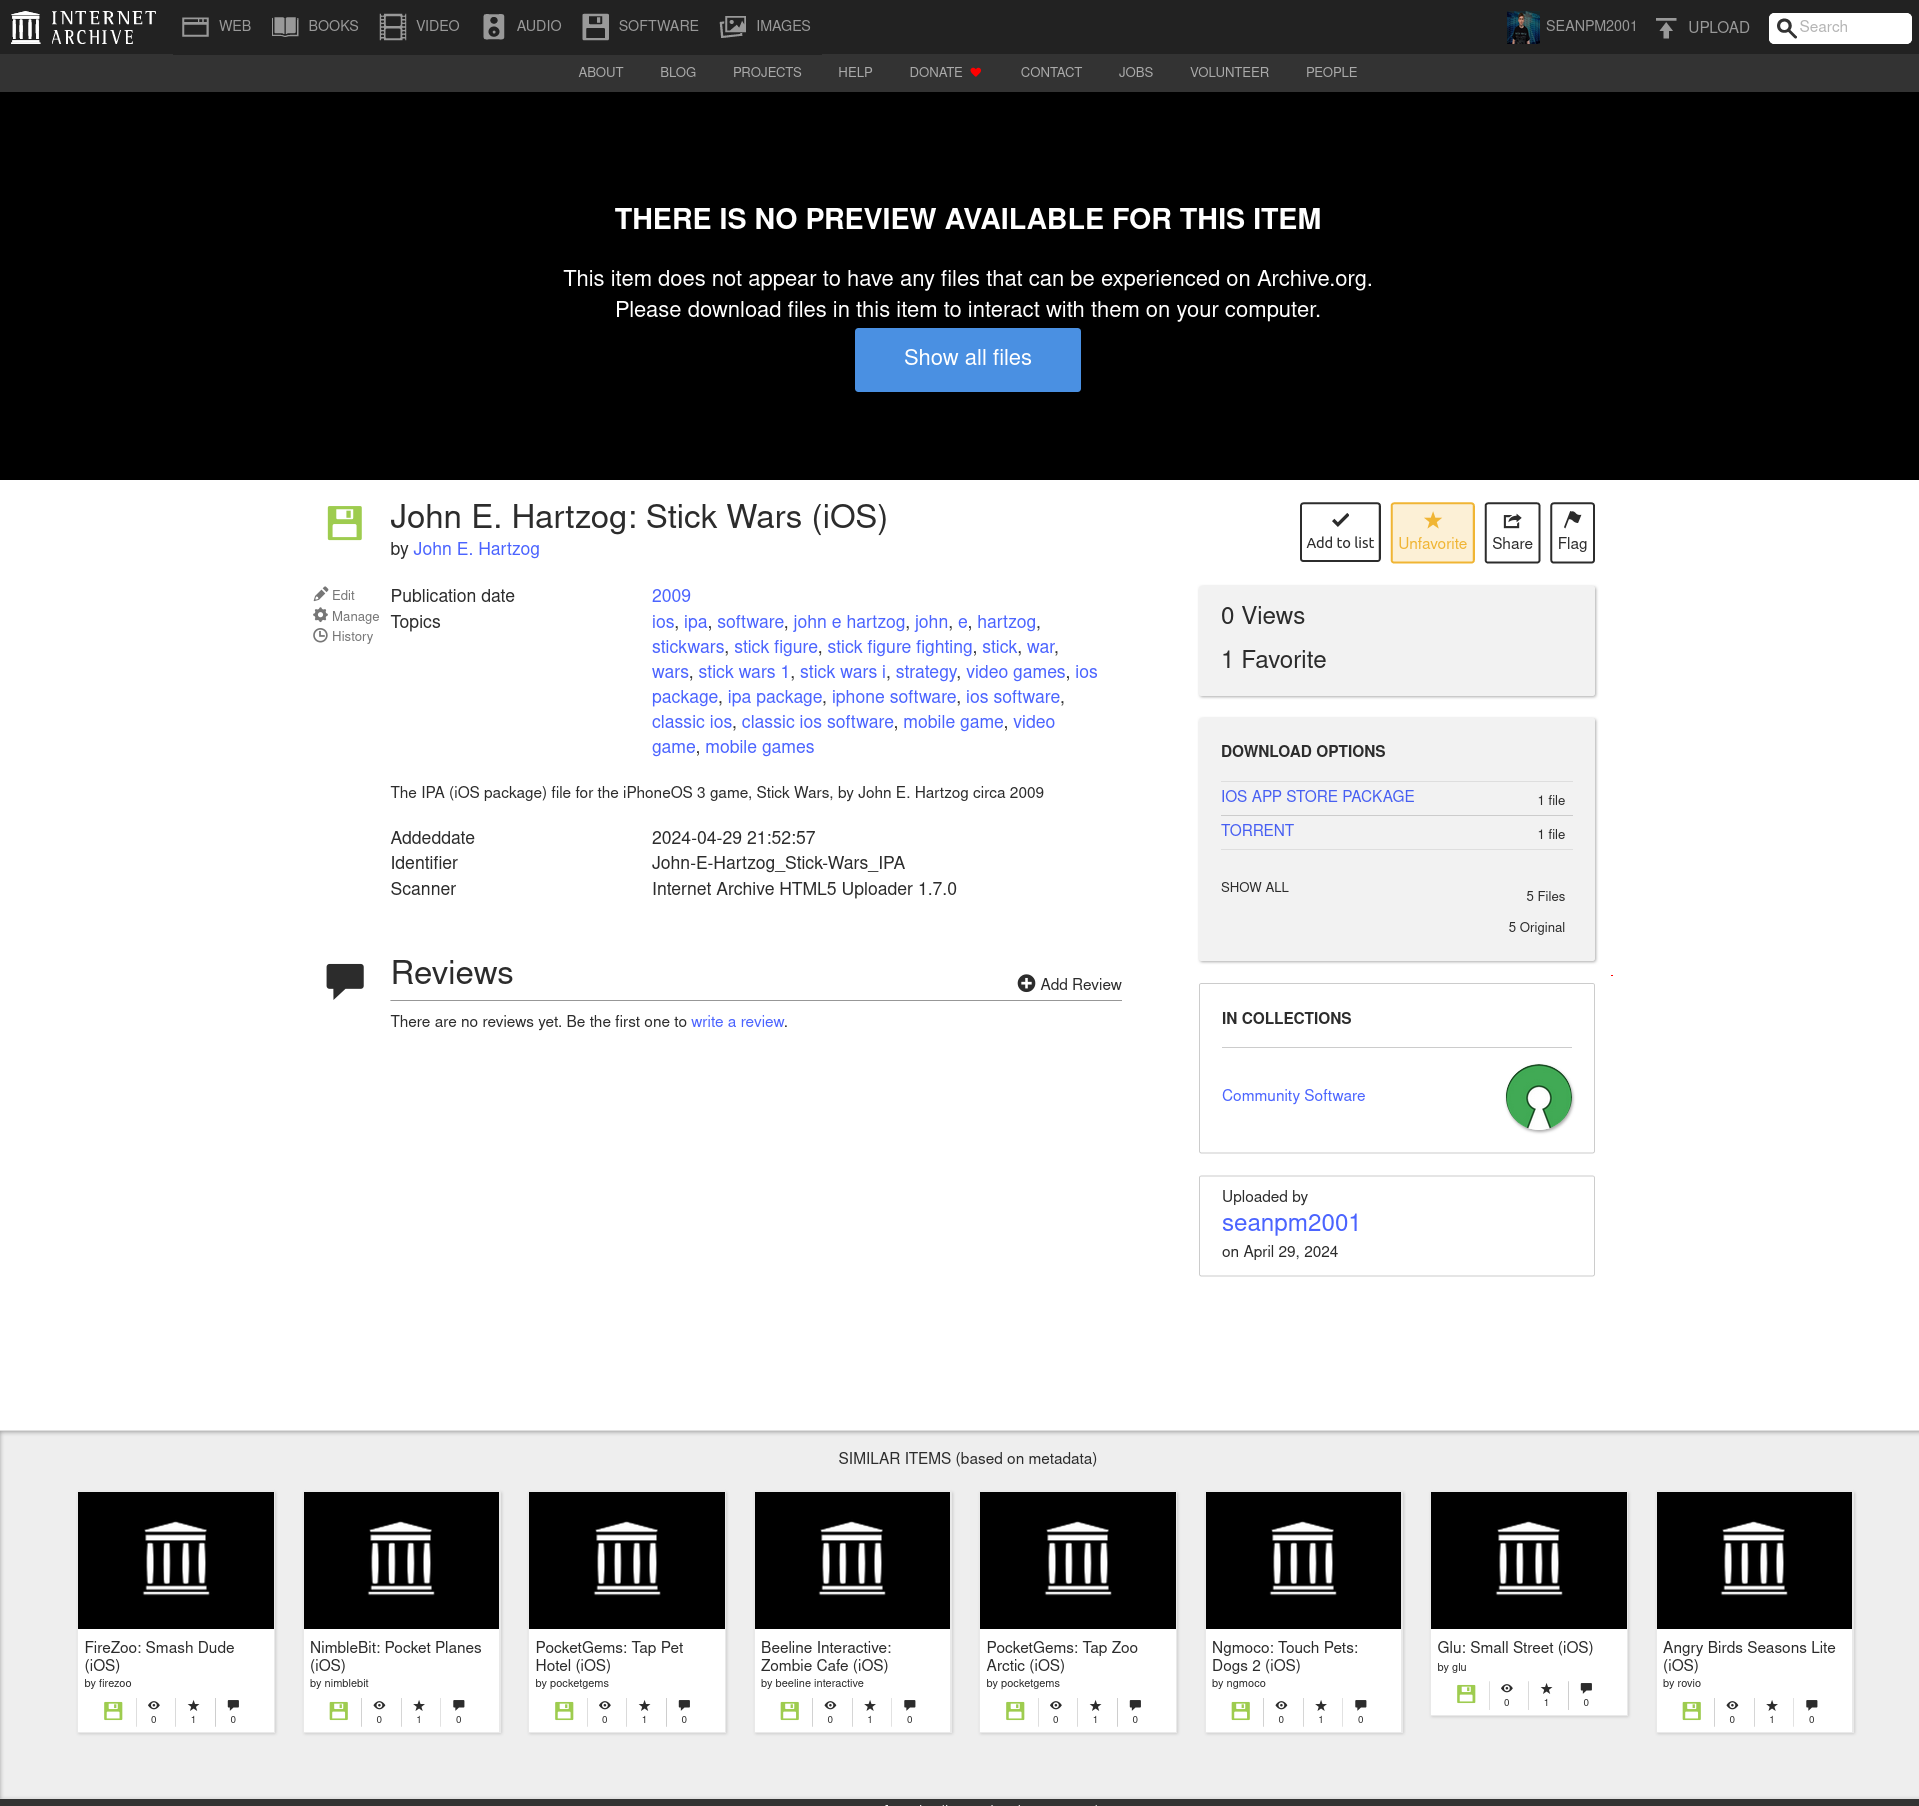 INTERNET ARCHIVE
WEB BOOKS VIDEO AUDIO SOFTWARE IMAGES SEANPM2001 UPLOAD Search
ABOUT BLOG PROJECTS HELP DONATE CONTACT JOBS VOLUNTEER PEOPLE
THERE IS NO PREVIEW AVAILABLE FOR THIS ITEM
This item does not appear to have any files that can be experienced on Archive.org.
Please download files in this item to interact with them on your computer.
Show all files
John E. Hartzog: Stick Wars (iOS)
by John E. Hartzog
Add to list Unfavorite Share Flag
Edit
Manage
History
Publication date 2009
Topics ios, ipa, software, john e hartzog, john, e, hartzog,
stickwars, stick figure, stick figure fighting, stick, war,
wars, stick wars 1, stick wars i, strategy, video games, ios
package, ipa package, iphone software, ios software,
classic ios, classic ios software, mobile game, video
game, mobile games
The IPA (iOS package) file for the iPhoneOS 3 game, Stick Wars, by John E. Hartzog circa 2009
Addeddate 2024-04-29 21:52:57
Identifier John-E-Hartzog_Stick-Wars_IPA
Scanner Internet Archive HTML5 Uploader 1.7.0
Reviews
Add Review
There are no reviews yet. Be the first one to write a review.
0 Views
1 Favorite
DOWNLOAD OPTIONS
IOS APP STORE PACKAGE 1 file
TORRENT 1 file
SHOW ALL 5 Files
5 Original
IN COLLECTIONS
Community Software
Uploaded by
seanpm2001
on April 29, 2024
SIMILAR ITEMS (based on metadata)
FireZoo: Smash Dude
(iOS)
by firezoo
0 1 0
NimbleBit: Pocket Planes
(iOS)
by nimblebit
0 1 0
PocketGems: Tap Pet
Hotel (iOS)
by pocketgems
0 1 0
Beeline Interactive:
Zombie Cafe (iOS)
by beeline interactive
0 1 0
PocketGems: Tap Zoo
Arctic (iOS)
by pocketgems
0 1 0
Ngmoco: Touch Pets:
Dogs 2 (iOS)
by ngmoco
0 1 0
Glu: Small Street (iOS)
by glu
0 1 0
Angry Birds Seasons Lite
(iOS)
by rovio
0 1 0